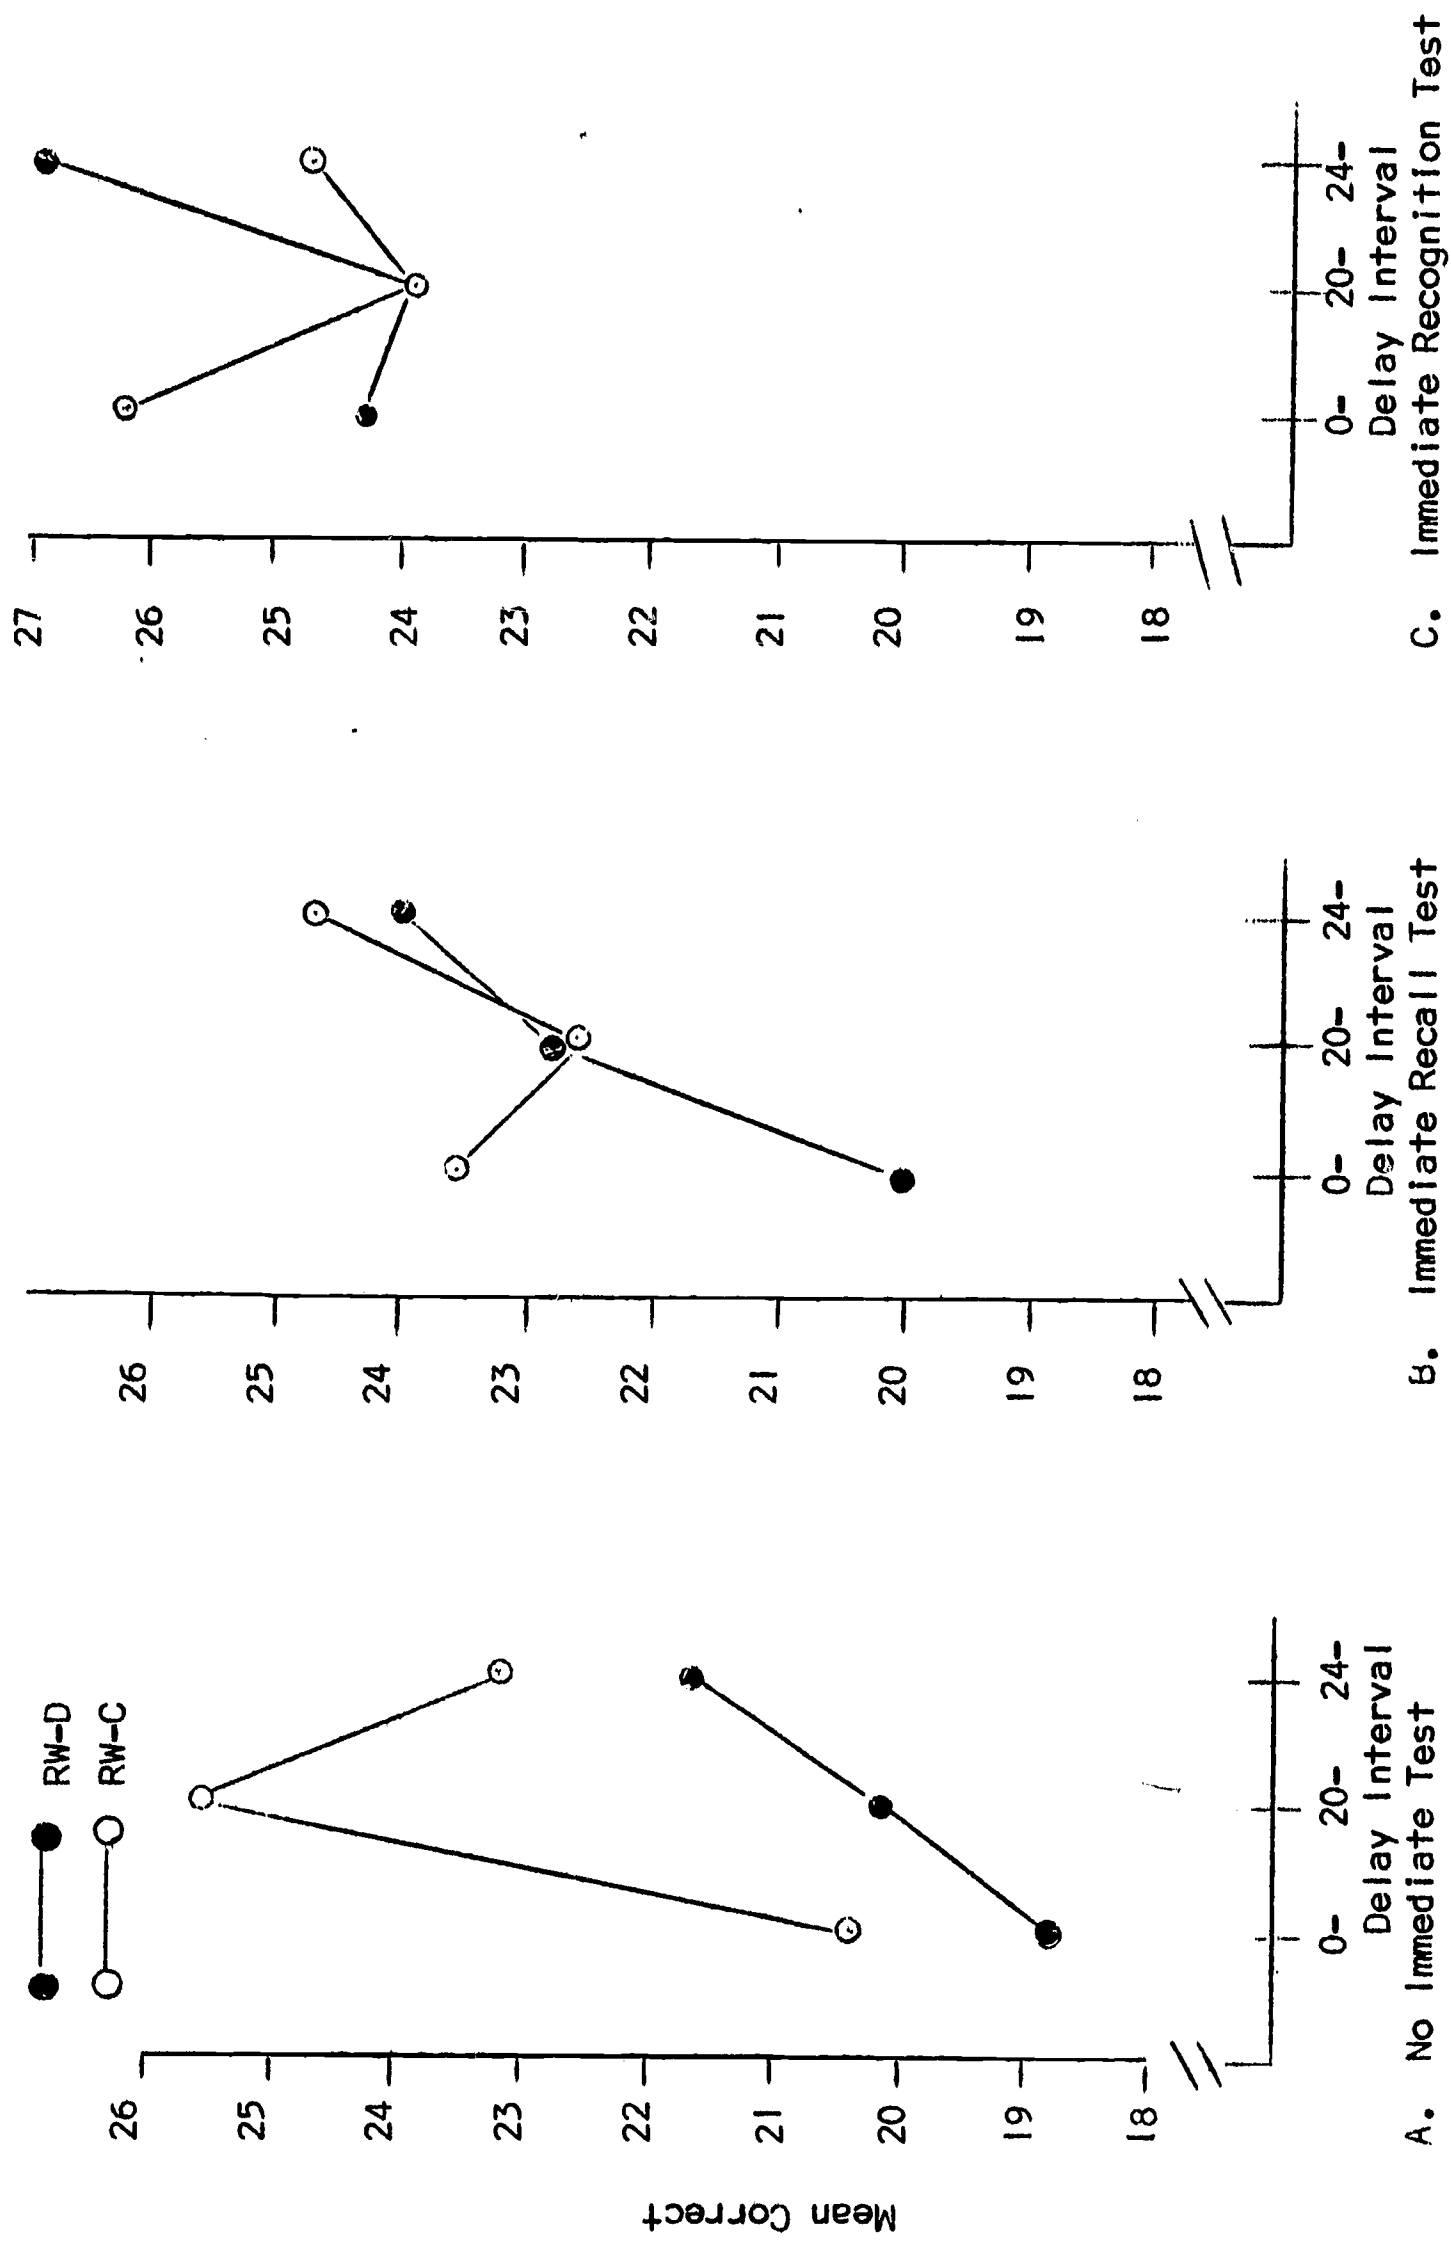 RW-D
RW-C
Mean Correct
26
25
24
23
22
21
20
19
18
0- 20- 24-
Delay Interval
A. No Immediate Test
26
25
24
23
22
21
20
19
18
0- 20- 24-
Delay Interval
B. Immediate Recall Test
27
26
25
24
23
22
21
20
19
18
0- 20- 24-
Delay Interval
C. Immediate Recognition Test